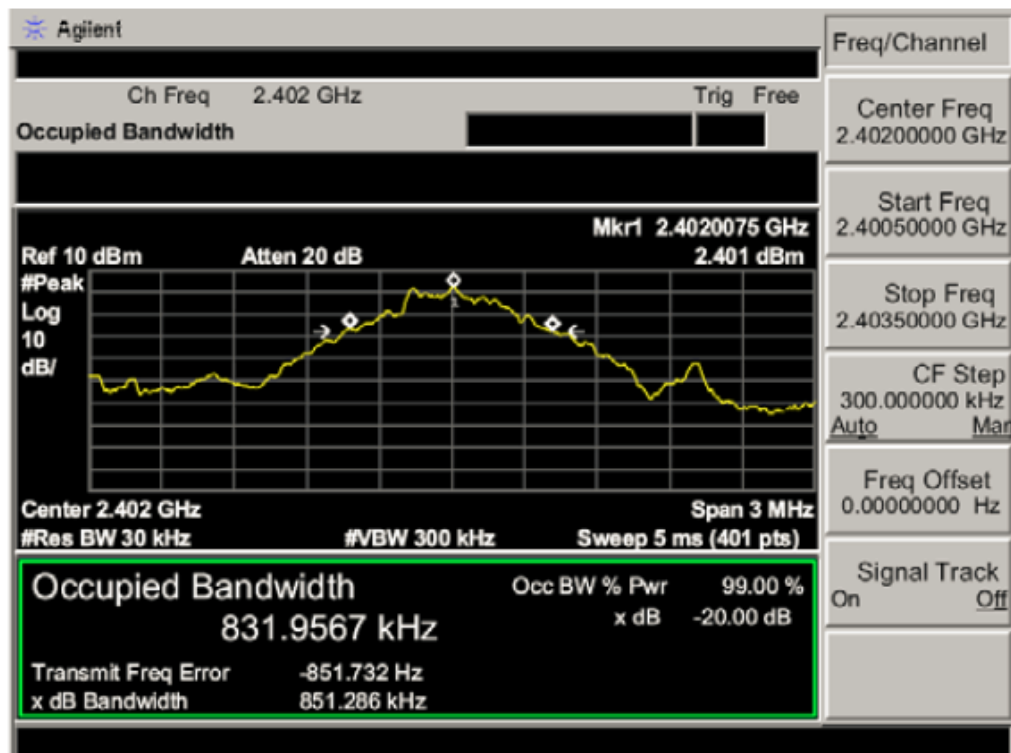 Agilent
Freq/Channel
Ch Freq 2.402 GHz Trig Free
Occupied Bandwidth
Center Freq
2.40200000 GHz
Start Freq
2.40050000 GHz
Mkr1 2.4020075 GHz
Ref 10 dBm Atten 20 dB 2.401 dBm
#Peak
Log
10
dB/
1
Stop Freq
2.40350000 GHz
CF Step
300.000000 kHz
Auto Man
Freq Offset
0.00000000 Hz
Center 2.402 GHz Span 3 MHz
#Res BW 30 kHz #VBW 300 kHz Sweep 5 ms (401 pts)
Signal Track
On Off
Occupied Bandwidth Occ BW % Pwr 99.00 %
831.9567 kHz x dB -20.00 dB
Transmit Freq Error -851.732 Hz
x dB Bandwidth 851.286 kHz